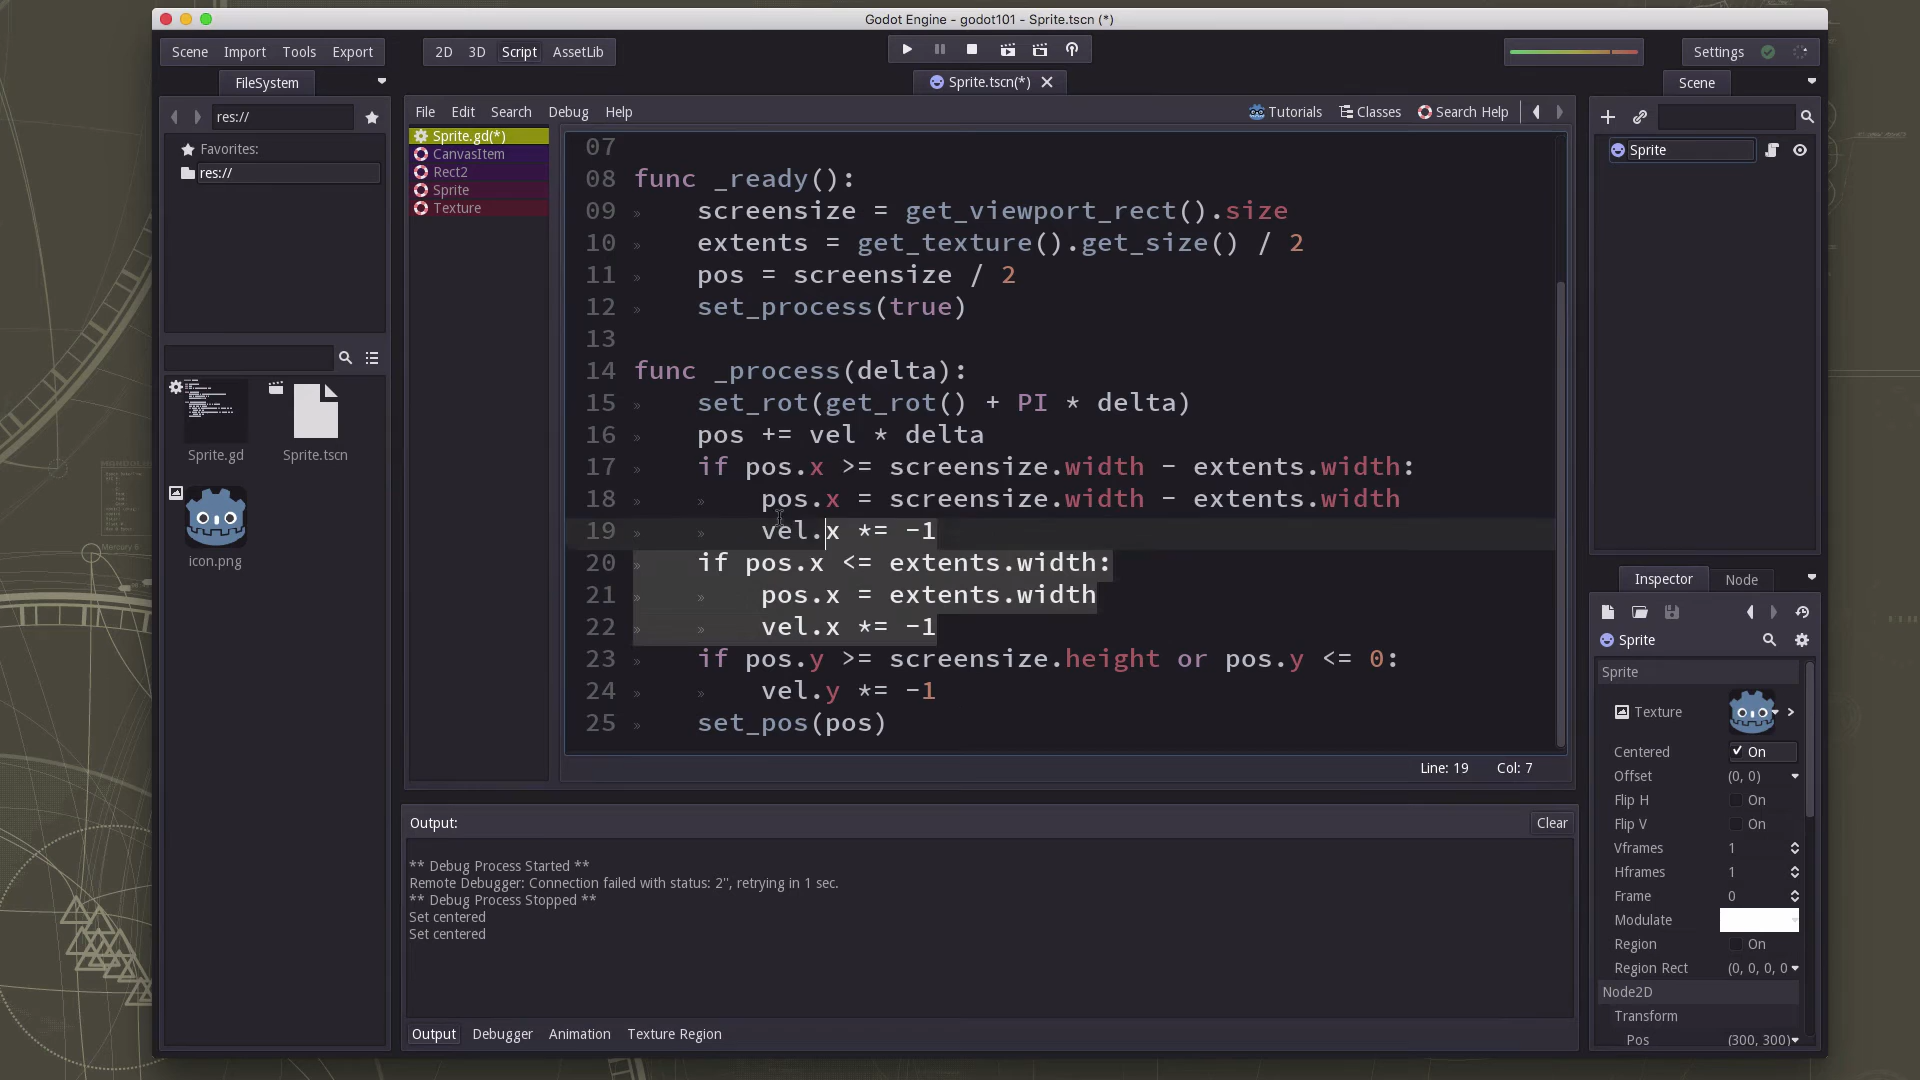 Godot Engine - godot101 - Sprite.tscn (*)
Scene Import Tools Export
2D 3D Script AssetLib
Settings
FileSystem
Sprite.tscn(*)
Scene
res://
Favorites:
res://
Sprite.gd
Sprite.tscn
icon.png
File Edit Search Debug Help
Tutorials Classes Search Help
Sprite.gd(*)
CanvasItem
Rect2
Sprite
Texture
07
08 func _ready():
09 screensize = get_viewport_rect().size
10 extents = get_texture().get_size() / 2
11 pos = screensize / 2
12 set_process(true)
13
14 func _process(delta):
15 set_rot(get_rot() + PI * delta)
16 pos += vel * delta
17 if pos.x >= screensize.width - extents.width:
18 pos.x = screensize.width - extents.width
19 vel.x *= -1
20 if pos.x <= extents.width:
21 pos.x = extents.width
22 vel.x *= -1
23 if pos.y >= screensize.height or pos.y <= 0:
24 vel.y *= -1
25 set_pos(pos)
Line: 19 Col: 7
Output:
Clear
** Debug Process Started **
Remote Debugger: Connection failed with status: 2'', retrying in 1 sec.
** Debug Process Stopped **
Set centered
Set centered
Output Debugger Animation Texture Region
Sprite
Inspector Node
Sprite
Sprite
Texture
Centered On
Offset (0, 0)
Flip H On
Flip V On
Vframes 1
Hframes 1
Frame 0
Modulate
Region On
Region Rect (0, 0, 0, 0
Node2D
Transform
Pos (300, 300)